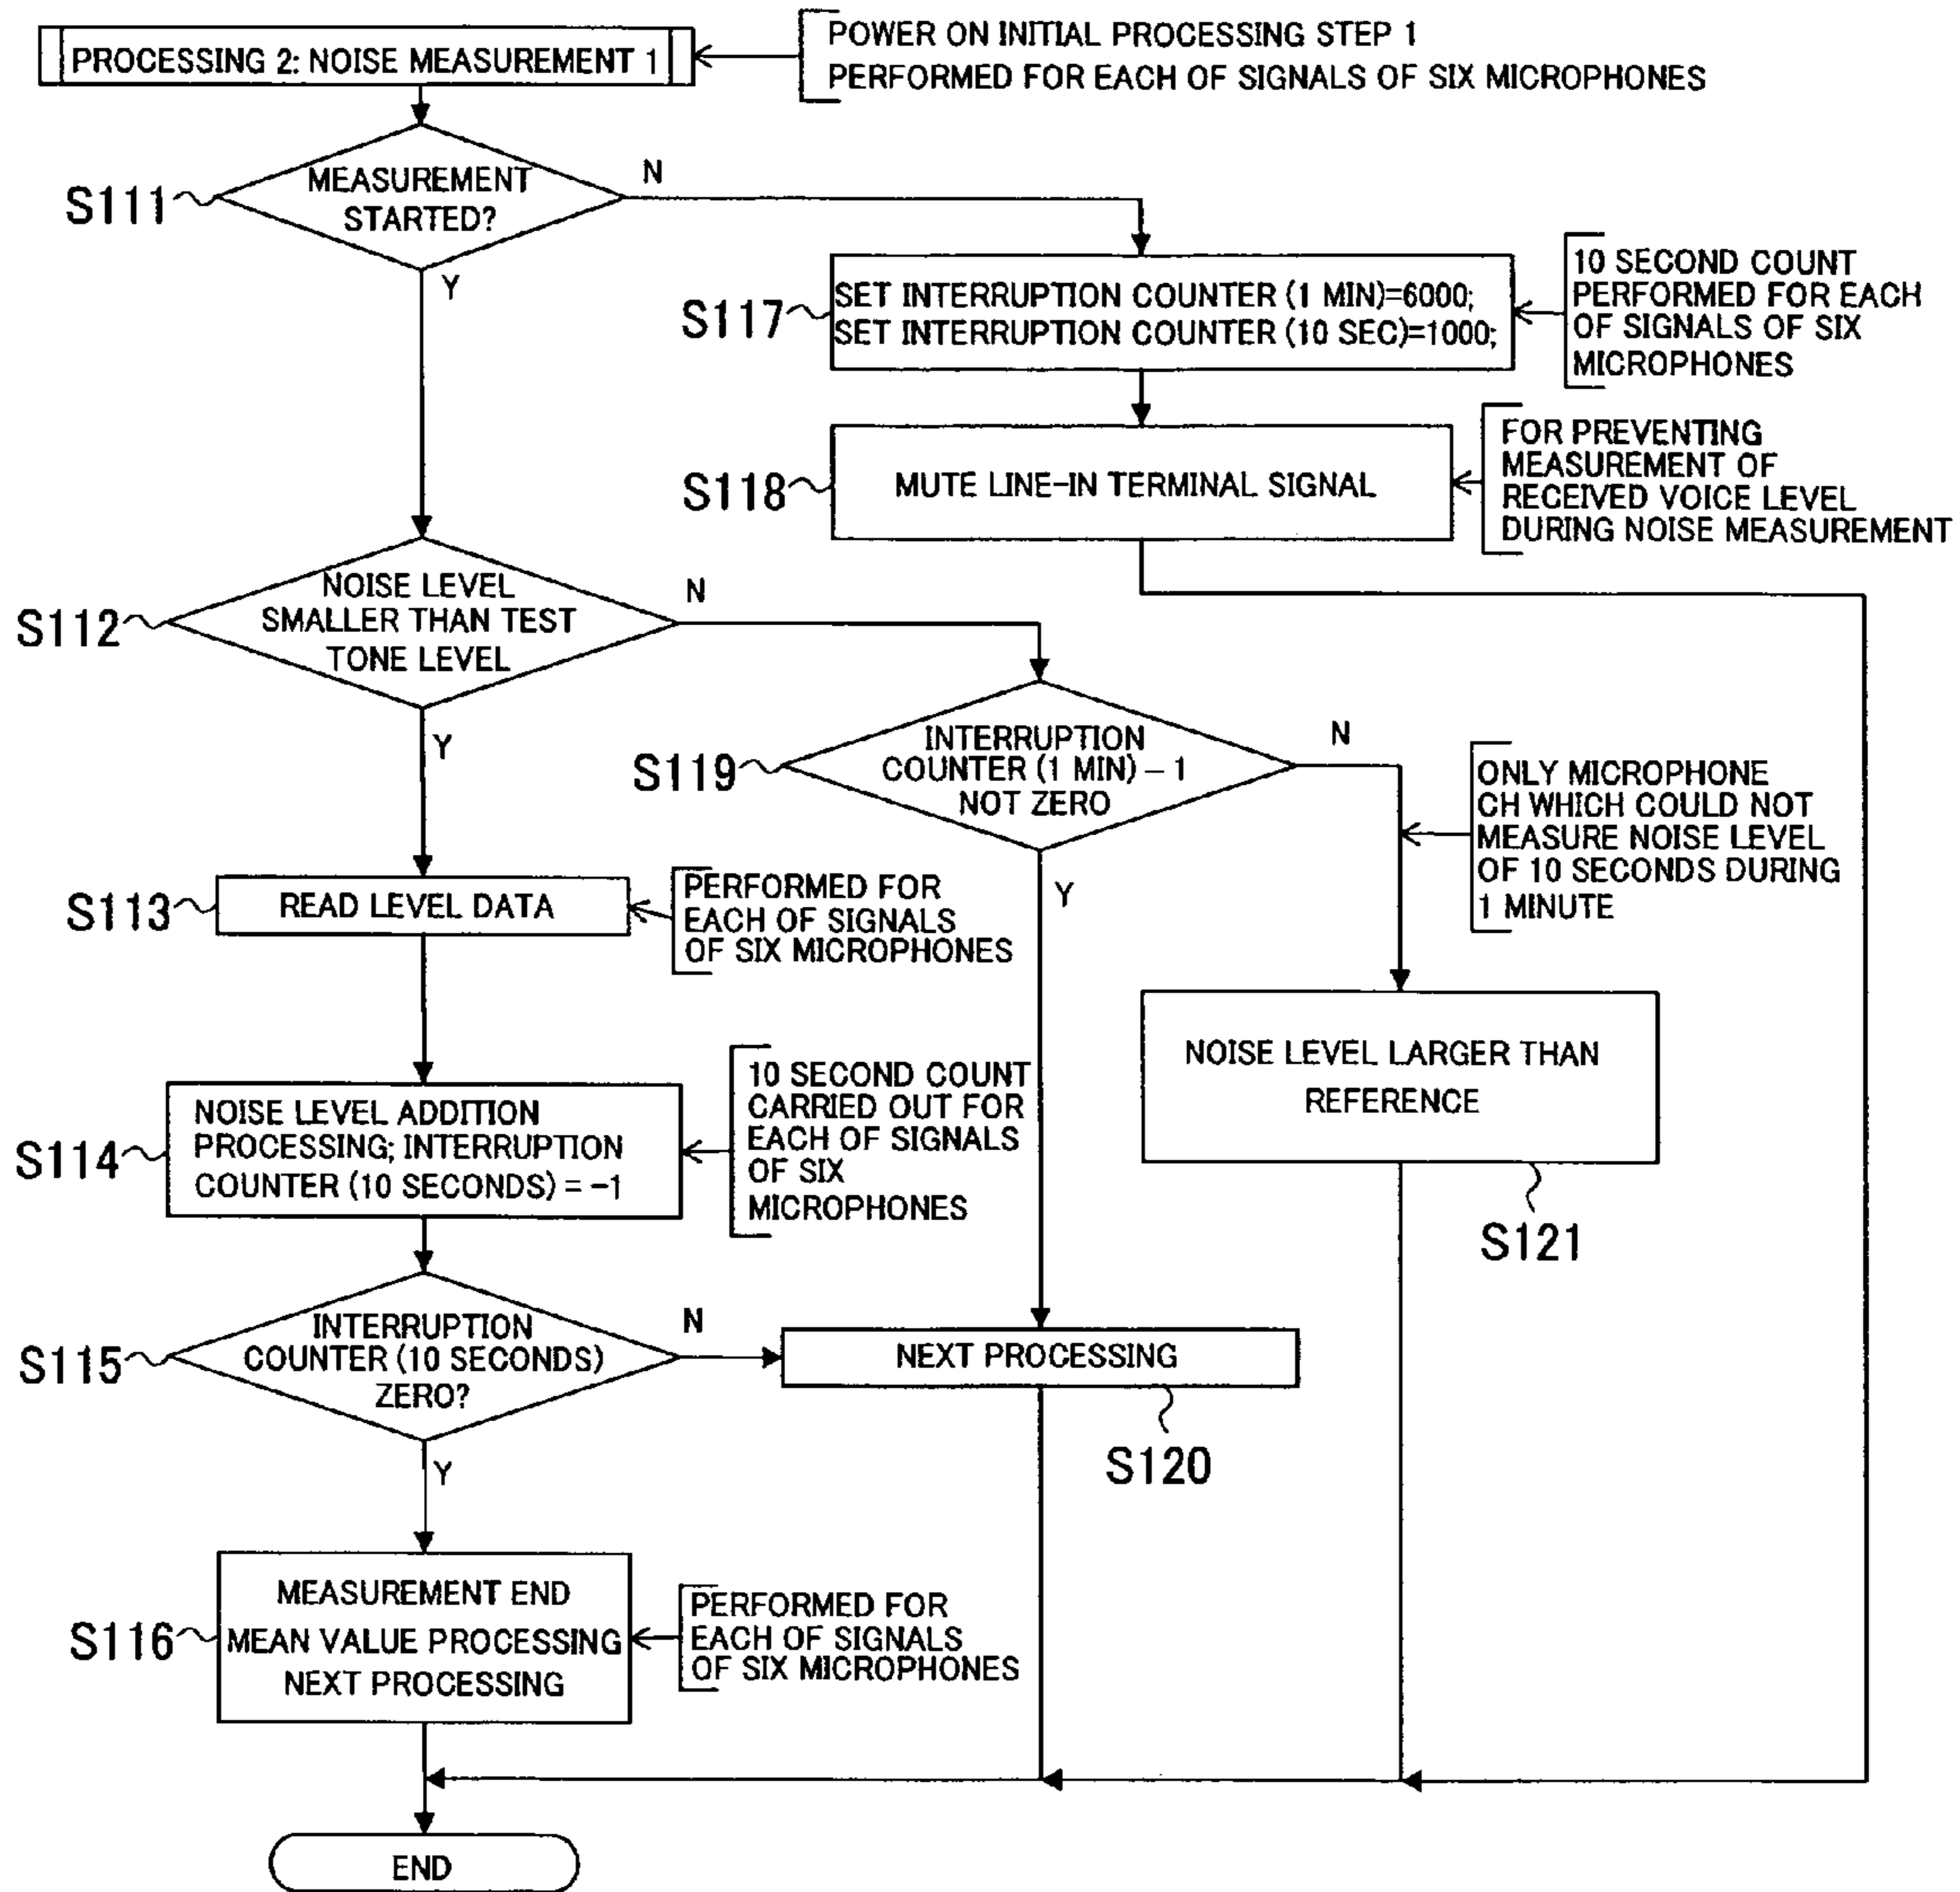 PROCESSING 2: NOISE MEASUREMENT 1
POWER ON INITIAL PROCESSING STEP 1
PERFORMED FOR EACH OF SIGNALS OF SIX MICROPHONES
S111
MEASUREMENT
STARTED?
N
Y
S117
SET INTERRUPTION COUNTER (1 MIN)=6000;
SET INTERRUPTION COUNTER (10 SEC)=1000;
10 SECOND COUNT
PERFORMED FOR EACH
OF SIGNALS OF SIX
MICROPHONES
S118
MUTE LINE-IN TERMINAL SIGNAL
FOR PREVENTING
MEASUREMENT OF
RECEIVED VOICE LEVEL
DURING NOISE MEASUREMENT
S112
NOISE LEVEL
SMALLER THAN TEST
TONE LEVEL
N
Y
S119
INTERRUPTION
COUNTER (1 MIN) – 1
NOT ZERO
N
Y
ONLY MICROPHONE
CH WHICH COULD NOT
MEASURE NOISE LEVEL
OF 10 SECONDS DURING
1 MINUTE
S113
READ LEVEL DATA
PERFORMED FOR
EACH OF SIGNALS
OF SIX MICROPHONES
NOISE LEVEL LARGER THAN
REFERENCE
S121
S114
NOISE LEVEL ADDITION
PROCESSING; INTERRUPTION
COUNTER (10 SECONDS) = –1
10 SECOND COUNT
CARRIED OUT FOR
EACH OF SIGNALS
OF SIX
MICROPHONES
S115
INTERRUPTION
COUNTER (10 SECONDS)
ZERO?
N
Y
NEXT PROCESSING
S120
S116
MEASUREMENT END
MEAN VALUE PROCESSING
NEXT PROCESSING
PERFORMED FOR
EACH OF SIGNALS
OF SIX MICROPHONES
END